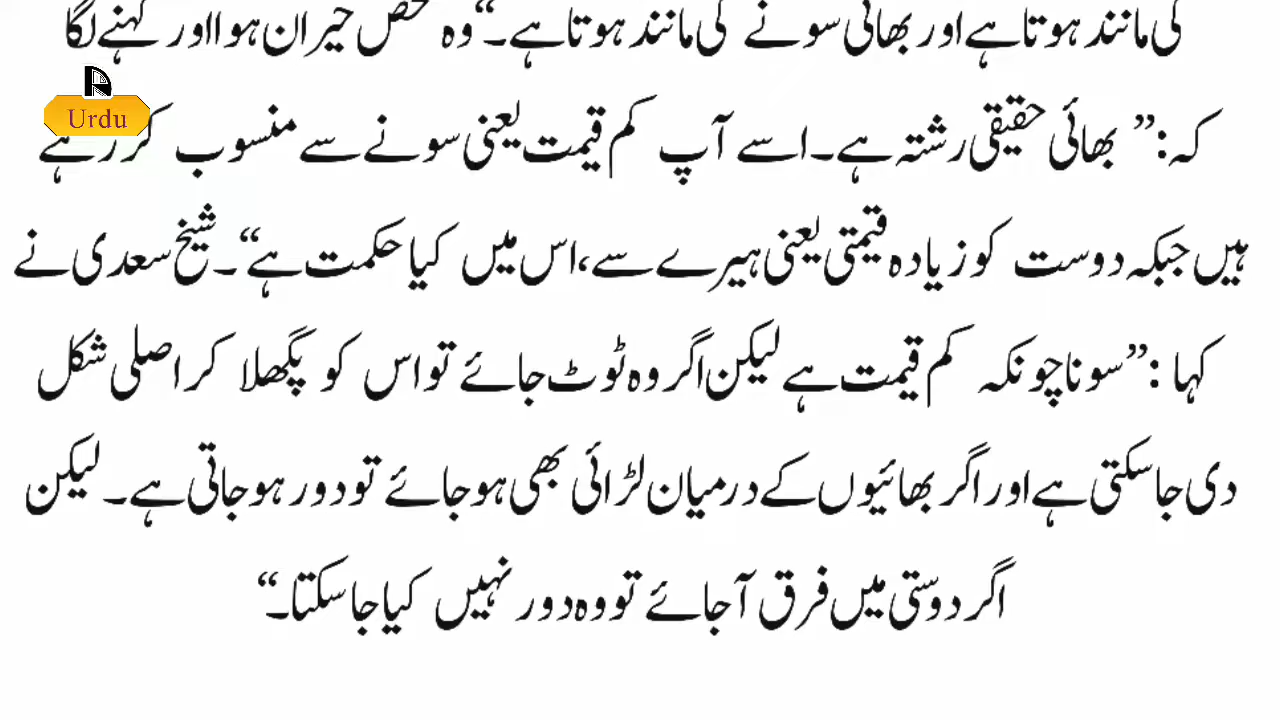 کی مانند ہوتا ہے اور بھائی سونے کی مانند ہوتا ہے۔“ وہ شخص حیران ہوا اور کہنے لگا
Urdu
کہ: ” بھائی حقیقی رشتہ ہے۔ اسے آپ کم قیمت یعنی سونے سے منسوب کر رہے
ہیں جبکہ دوست کو زیادہ قیمتی یعنی ہیرے سے، اس میں کیا حکمت ہے“۔ شیخ سعدی نے
کہا :”سونا چونکہ کم قیمت ہے لیکن اگر وہ ٹوٹ جائے تو اس کو پگھلا کر اصلی شکل
دی جا سکتی ہے اور اگر بھائیوں کے درمیان لڑائی بھی ہو جائے تو دور ہو جاتی ہے۔ لیکن
اگر دوستی میں فرق آ جائے تو وہ دور نہیں کیا جا سکتا۔“